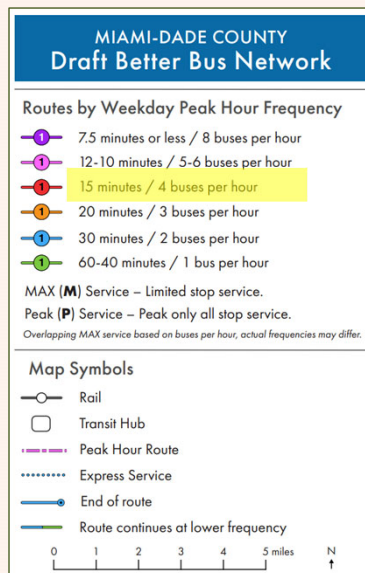 MIAMI-DADE COUNTY
Draft Better Bus Network
Routes by Weekday Peak Hour Frequency
1 7.5 minutes or less / 8 buses per hour
1 12-10 minutes / 5-6 buses per hour
1 15 minutes / 4 buses per hour
1 20 minutes / 3 buses per hour
1 30 minutes / 2 buses per hour
1 60-40 minutes / 1 bus per hour
MAX (M) Service – Limited stop service.
Peak (P) Service – Peak only all stop service.
Overlapping MAX service based on buses per hour, actual frequencies may differ.
Map Symbols
Rail
Transit Hub
Peak Hour Route
Express Service
End of route
Route continues at lower frequency
0 1 2 3 4 5 miles N